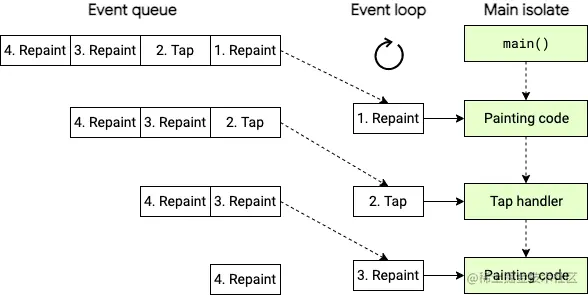 Event queue Event loop Main isolate
4. Repaint 3. Repaint 2. Tap 1. Repaint main()
4. Repaint 3. Repaint 2. Tap 1. Repaint Painting code
4. Repaint 3. Repaint 2. Tap Tap handler
4. Repaint 3. Repaint Painting code
@稀土掘金技术社区